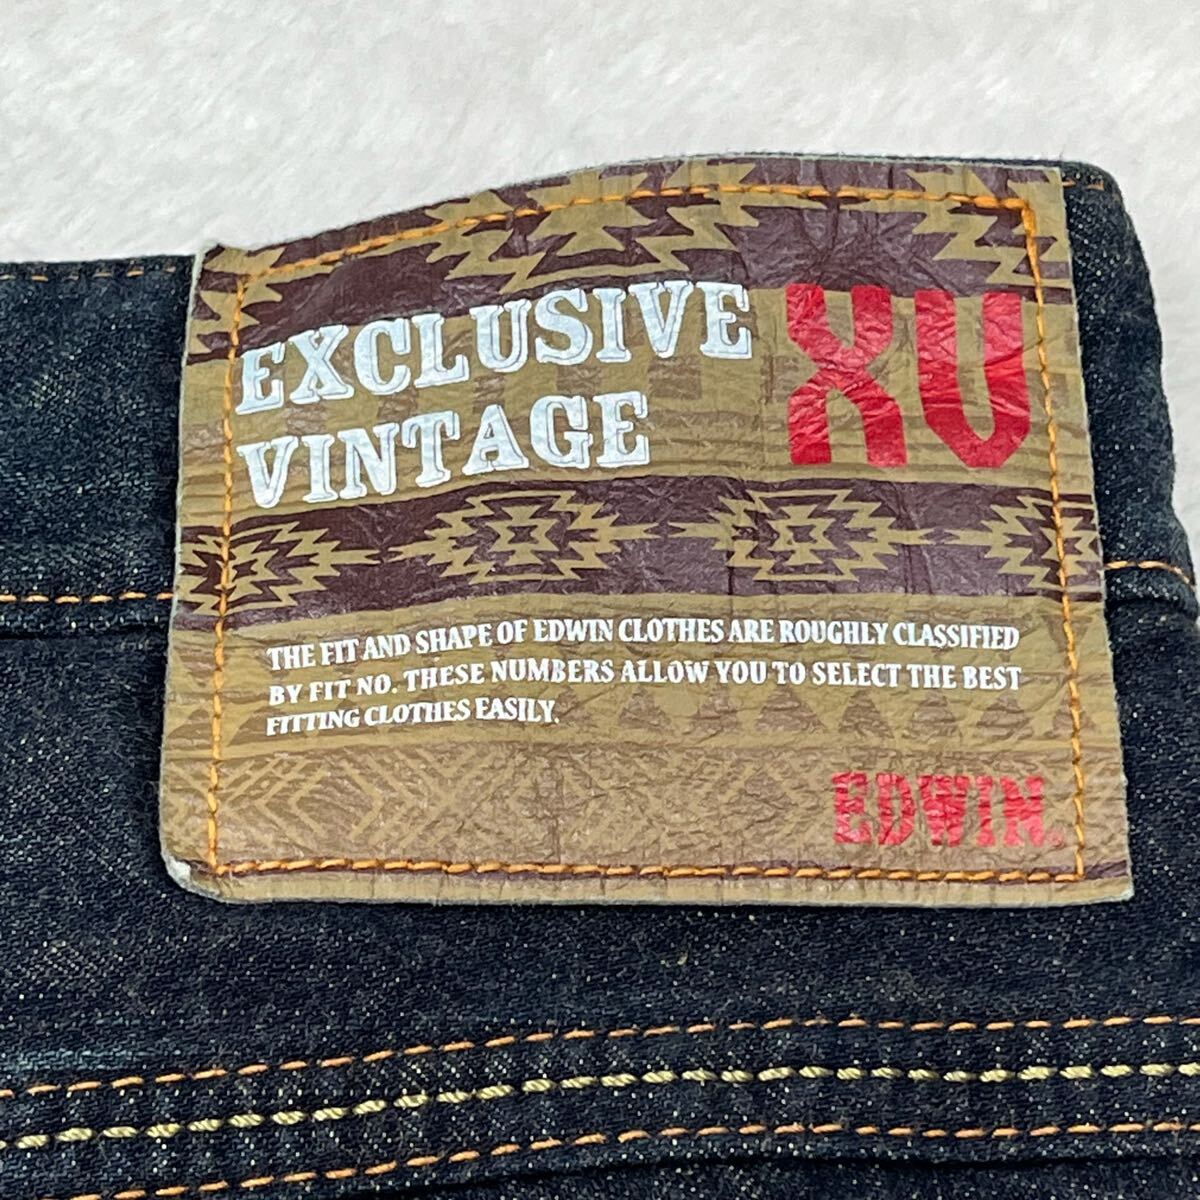 EXCLUSIVE
VINTAGE
XV
THE FIT AND SHAPE OF EDWIN CLOTHES ARE ROUGHLY CLASSIFIED
BY FIT NO. THESE NUMBERS ALLOW YOU TO SELECT THE BEST
FITTING CLOTHES EASILY.
EDWIN®